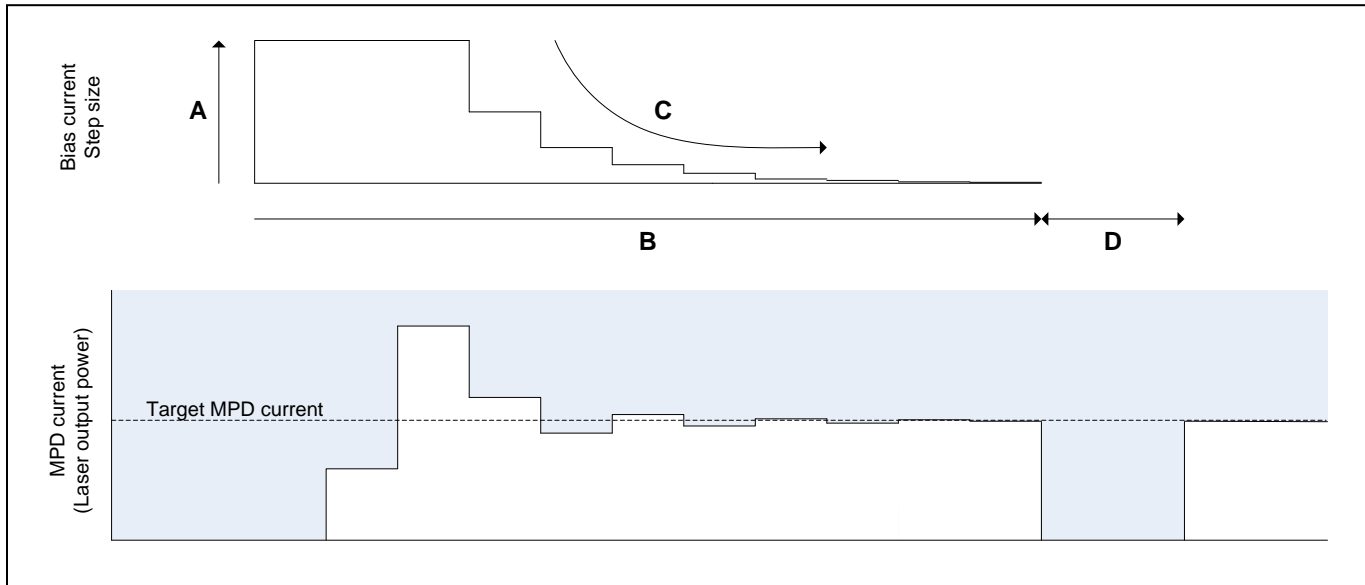 Bias current
Step size
A
C
B
D
MPD current
(Laser output power)
Target MPD current